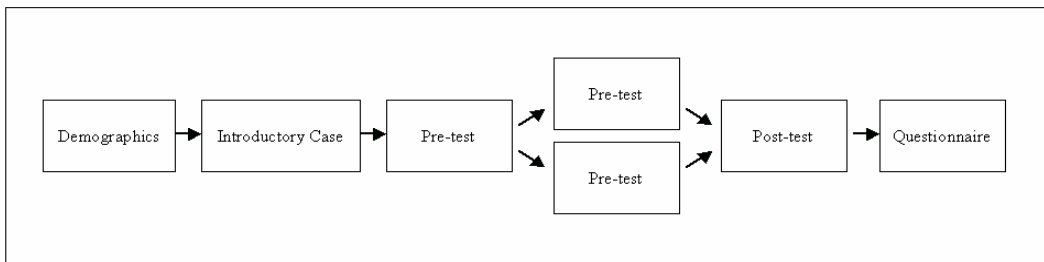 Demographics
Introductory Case
Pre-test
Pre-test
Pre-test
Post-test
Questionnaire